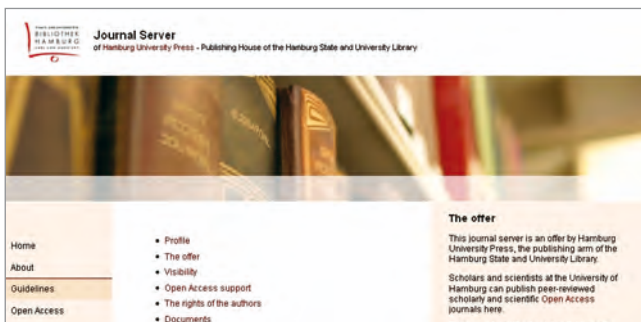 BIBLIOTHEK
HAMBURG
Journal Server
of Hamburg University Press - Publishing House of the Hamburg State and University Library
Home
About
Guidelines
Open Access
• Profile
• The offer
• Visibility
• Open Access support
• The rights of the authors
• Documents
The offer
This journal server is an offer by Hamburg
University Press, the publishing arm of the
Hamburg State and University Library.
Scholars and scientists at the University of
Hamburg can publish peer-reviewed
scholarly and scientific Open Access
journals here.